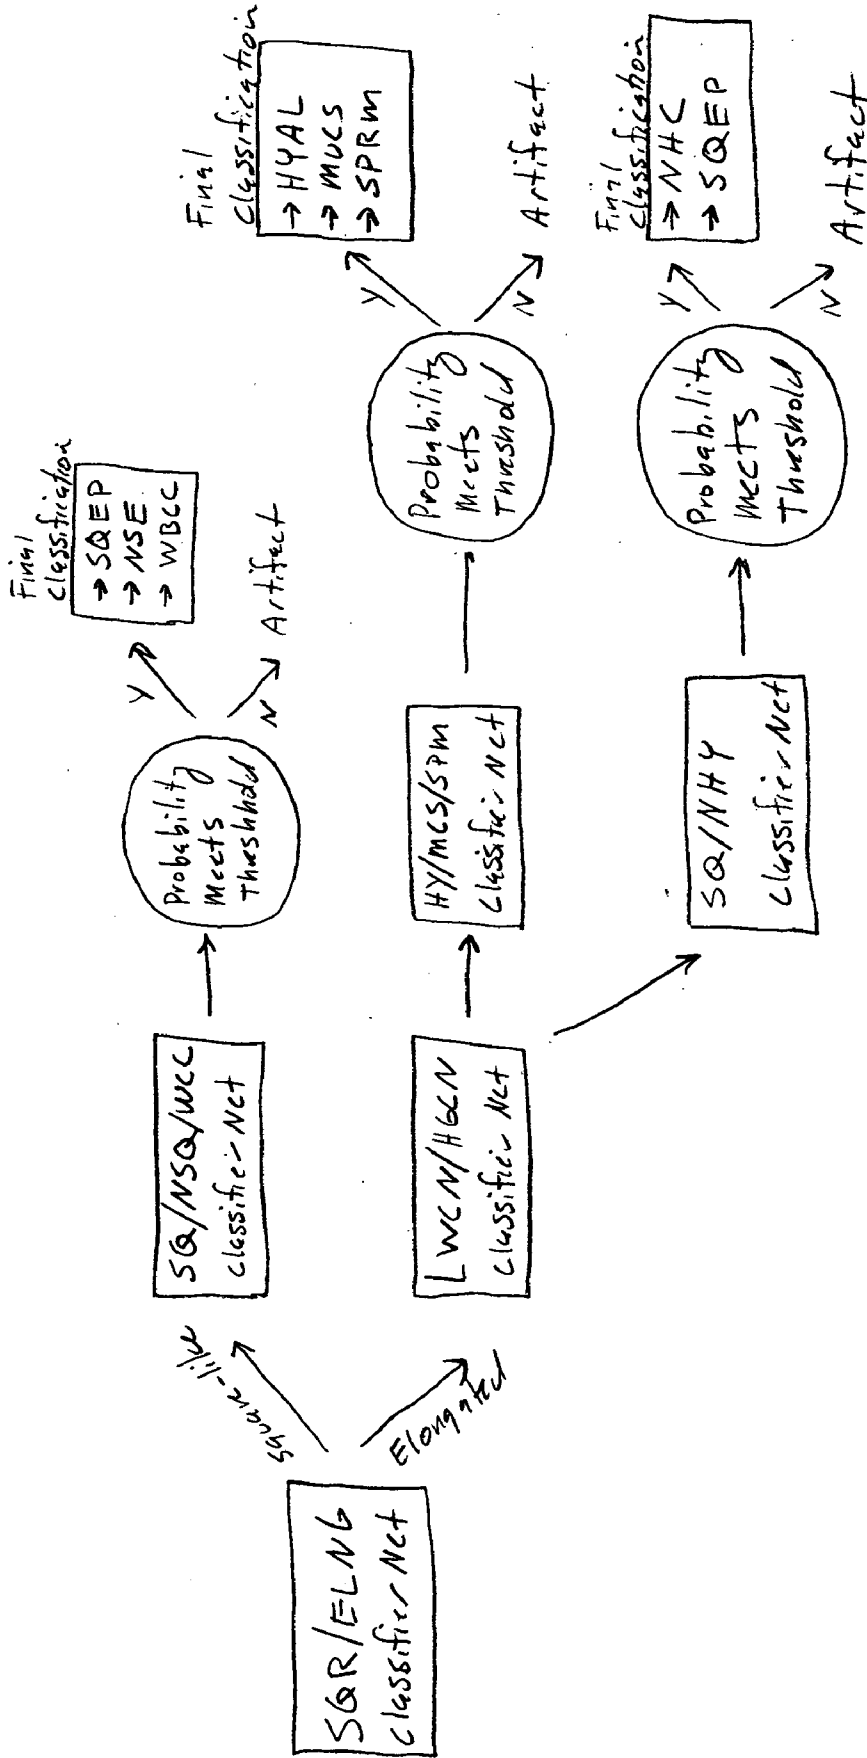 SQR/ELNG
Classifier Net
Square-like
Elongated
SQ/NSQ/WCC
Classifier Net
Probability
Meets
Threshhold
Y
N
Final
Classification
→ SQEP
→ NSE
→ WBCC
Artifact
LWCN/HGCN
Classifier Net
HY/MCS/SPM
Classifier Net
Probability
Meets
Threshold
Y
N
Final
Classification
→ HYAL
→ MUCS
→ SPRM
Artifact
SQ/NHY
Classifier Net
Probability
Meets
Threshold
Y
N
Final
Classification
→ NHC
→ SQEP
Artifact